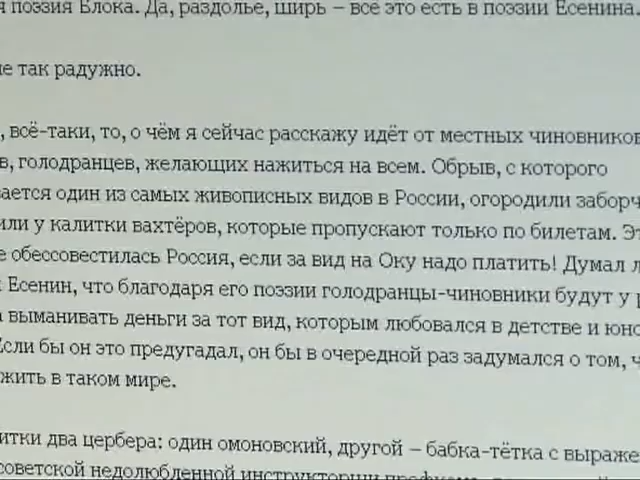 я поэзия Блока. Да, раздолье, ширь – всё это есть в поэзии Есенина.
не так радужно.
, всё-таки, то, о чём я сейчас расскажу идёт от местных чиновников
в, голодранцев, желающих нажиться на всем. Обрыв, с которого
вается один из самых живописных видов в России, огородили заборч
или у калитки вахтёров, которые пропускают только по билетам. Эт
е обессовестилась Россия, если за вид на Оку надо платить! Думал л
Есенин, что благодаря его поэзии голодранцы-чиновники будут у р
а выманивать деньги за тот вид, которым любовался в детстве и юно
Если бы он это предугадал, он бы в очередной раз задумался о том, ч
жить в таком мире.
итки два цербера: один омоновский, другой – бабка-тётка с выраже
советской недолюбленной инструкторши